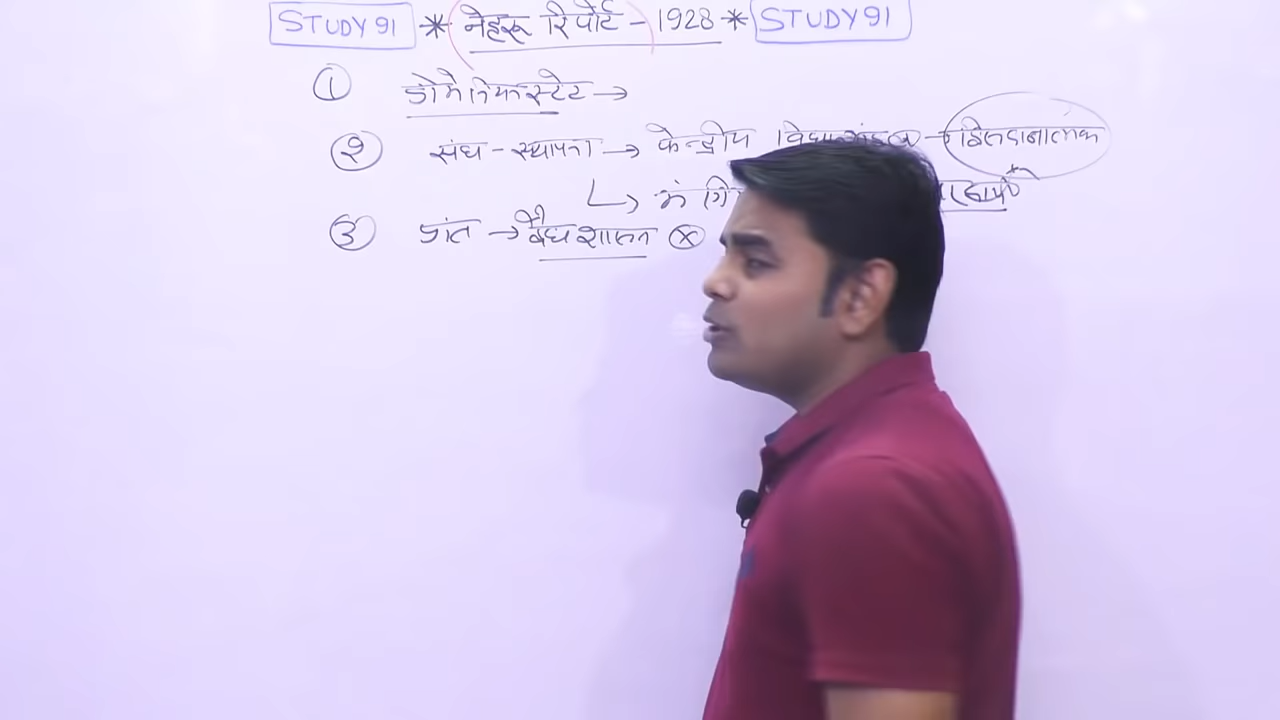 STUDY 91 * नेहरू रिपोर्ट - 1928 * STUDY 91
① डोमेनियन स्टेट →
② संघ - स्थापना → केन्द्रीय विधानमंडल - द्विसदनात्मक
③ प्रांत → द्वैध शासन ⓧ